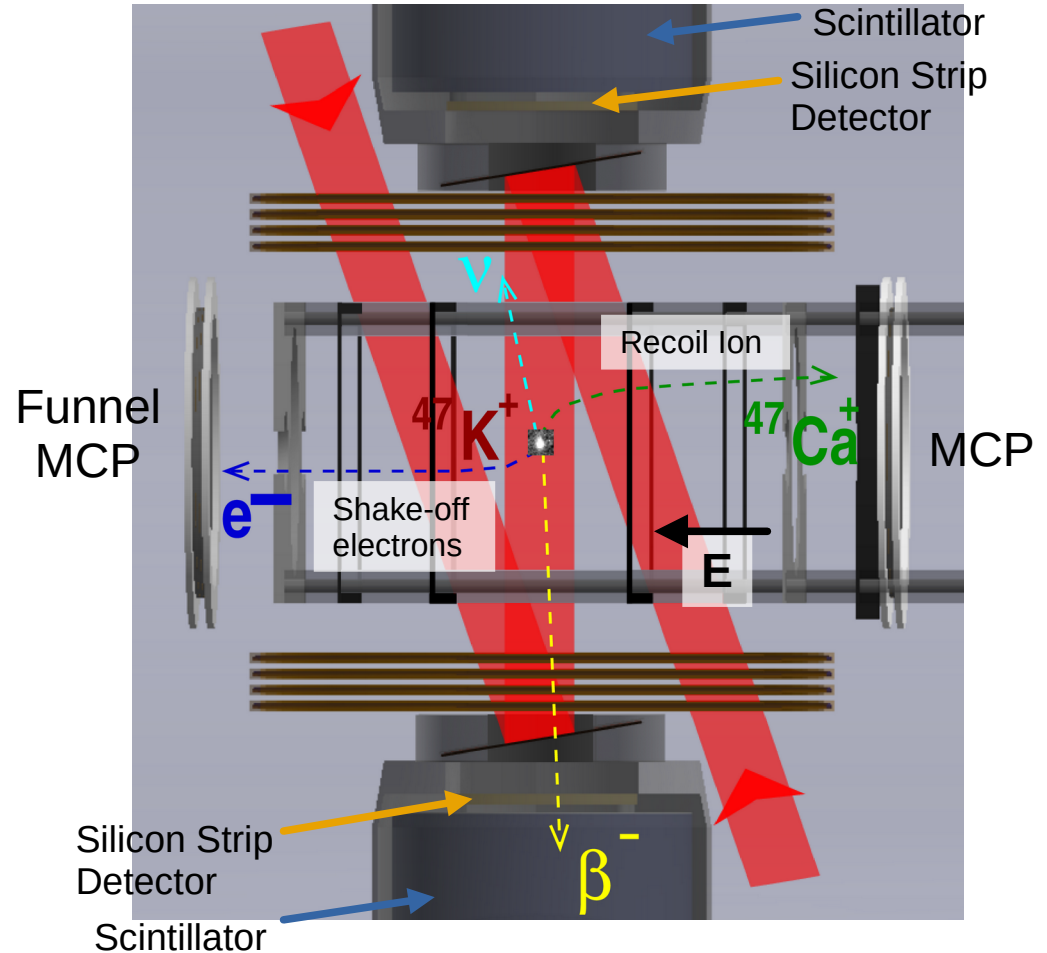 Scintillator
Silicon Strip
Detector
ν
Recoil Ion
Funnel
MCP
47K+
47Ca+
MCP
e−
Shake-off
electrons
E
β−
Silicon Strip
Detector
Scintillator